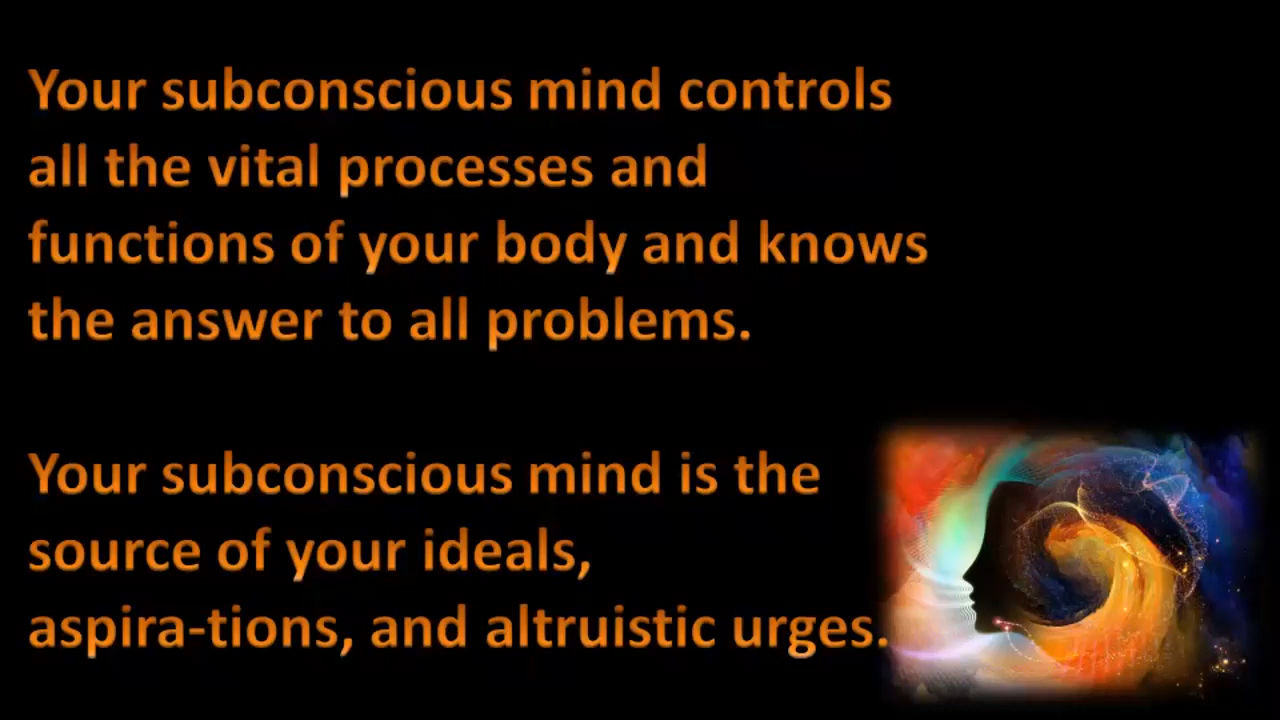 Your subconscious mind controls
all the vital processes and
functions of your body and knows
the answer to all problems.
Your subconscious mind is the
source of your ideals,
aspira-tions, and altruistic urges.